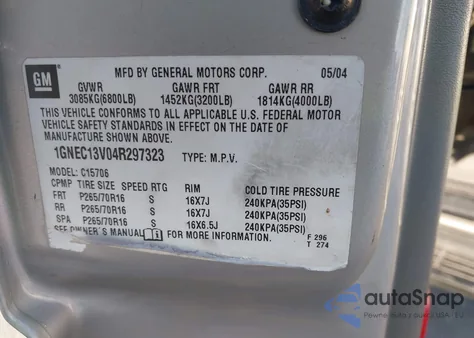 GM
MFD BY GENERAL MOTORS CORP. 05/04
GVWR GAWR FRT GAWR RR
3085KG(6800LB) 1452KG(3200LB) 1814KG(4000LB)
THIS VEHICLE CONFORMS TO ALL APPLICABLE U.S. FEDERAL MOTOR
VEHICLE SAFETY STANDARDS IN EFFECT ON THE DATE OF
MANUFACTURE SHOWN ABOVE.
1GNEC13V04R297323 TYPE: M.P.V.
MODEL: C15706
CPMP TIRE SIZE SPEED RTG RIM COLD TIRE PRESSURE
FRT P265/70R16 S 16X7J 240KPA(35PSI)
RR P265/70R16 S 16X7J 240KPA(35PSI)
SPA P265/70R16 S 16X6.5J 240KPA(35PSI)
SEE OWNER'S MANUAL FOR MORE INFORMATION. F 296
T 274
autoSnap